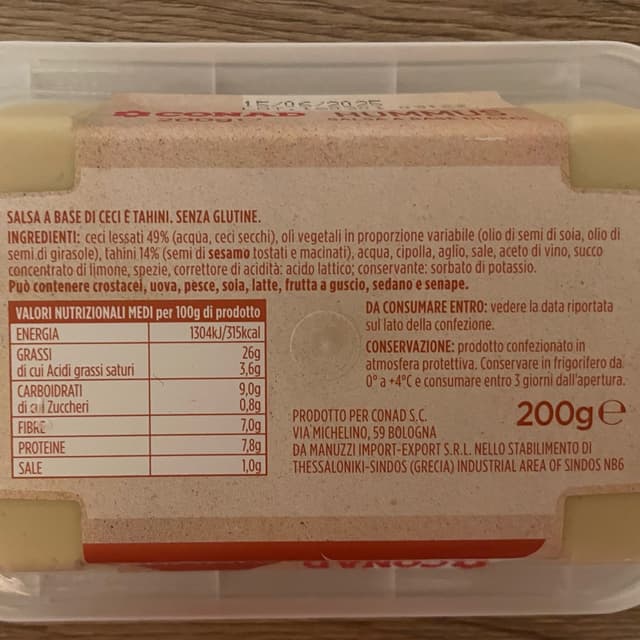 15/06/2025
CONAD HUMMUS
SALSA A BASE DI CECI E TAHINI. SENZA GLUTINE.
INGREDIENTI: ceci lessati 49% (acqua, ceci secchi), oli vegetali in proporzione variabile (olio di semi di soia, olio di
semi di girasole), tahini 14% (semi di sesamo tostati e macinati), acqua, cipolla, aglio, sale, aceto di vino, succo
concentrato di limone, spezie, correttore di acidità: acido lattico; conservante: sorbato di potassio.
Può contenere crostacei, uova, pesce, soia, latte, frutta a guscio, sedano e senape.
VALORI NUTRIZIONALI MEDI per 100g di prodotto
ENERGIA 1304kJ/315kcal
GRASSI 26g
di cui Acidi grassi saturi 3,6g
CARBOIDRATI 9,0g
di cui Zuccheri 0,8g
FIBRE 7,0g
PROTEINE 7,8g
SALE 1,0g
DA CONSUMARE ENTRO: vedere la data riportata
sul lato della confezione.
CONSERVAZIONE: prodotto confezionato in
atmosfera protettiva. Conservare in frigorifero da
0° a +4°C e consumare entro 3 giorni dall'apertura.
200g e
PRODOTTO PER CONAD S.C.
VIA MICHELINO, 59 BOLOGNA
DA MANUZZI IMPORT-EXPORT S.R.L. NELLO STABILIMENTO DI
THESSALONIKI-SINDOS (GRECIA) INDUSTRIAL AREA OF SINDOS NB6
CONAD